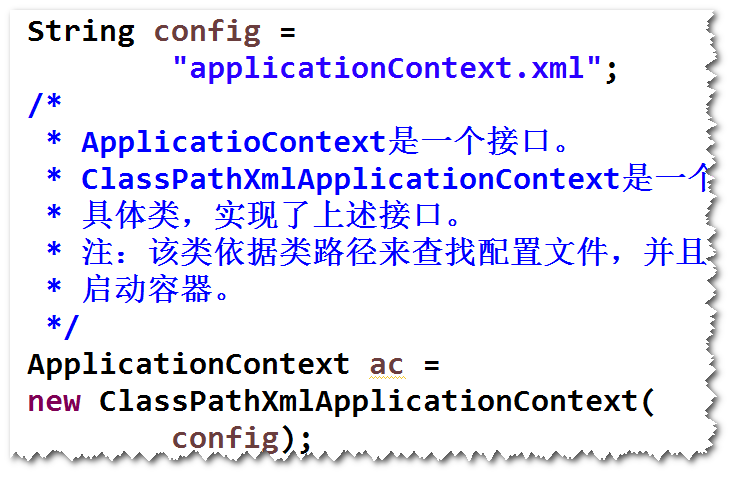 String config =
"applicationContext.xml";
/*
* ApplicatioContext是一个接口。
* ClassPathXmlApplicationContext是一个
* 具体类，实现了上述接口。
* 注：该类依据类路径来查找配置文件，并且
* 启动容器。
*/
ApplicationContext ac =
new ClassPathXmlApplicationContext(
config);